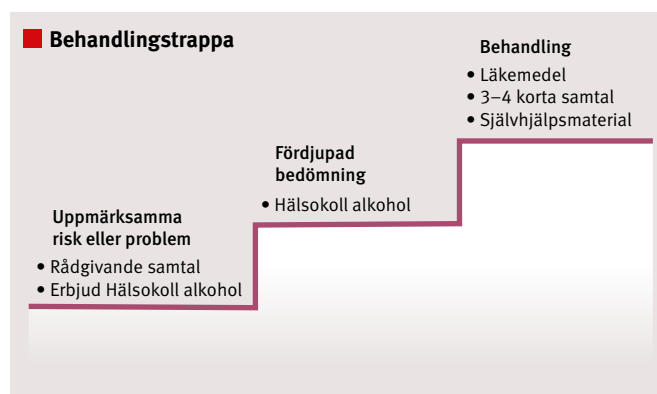 Behandlingstrappa
Uppmärksamma
risk eller problem
• Rådgivande samtal
• Erbjud Hälsokoll alkohol
Fördjupad
bedömning
• Hälsokoll alkohol
Behandling
• Läkemedel
• 3–4 korta samtal
• Självhjälpsmaterial